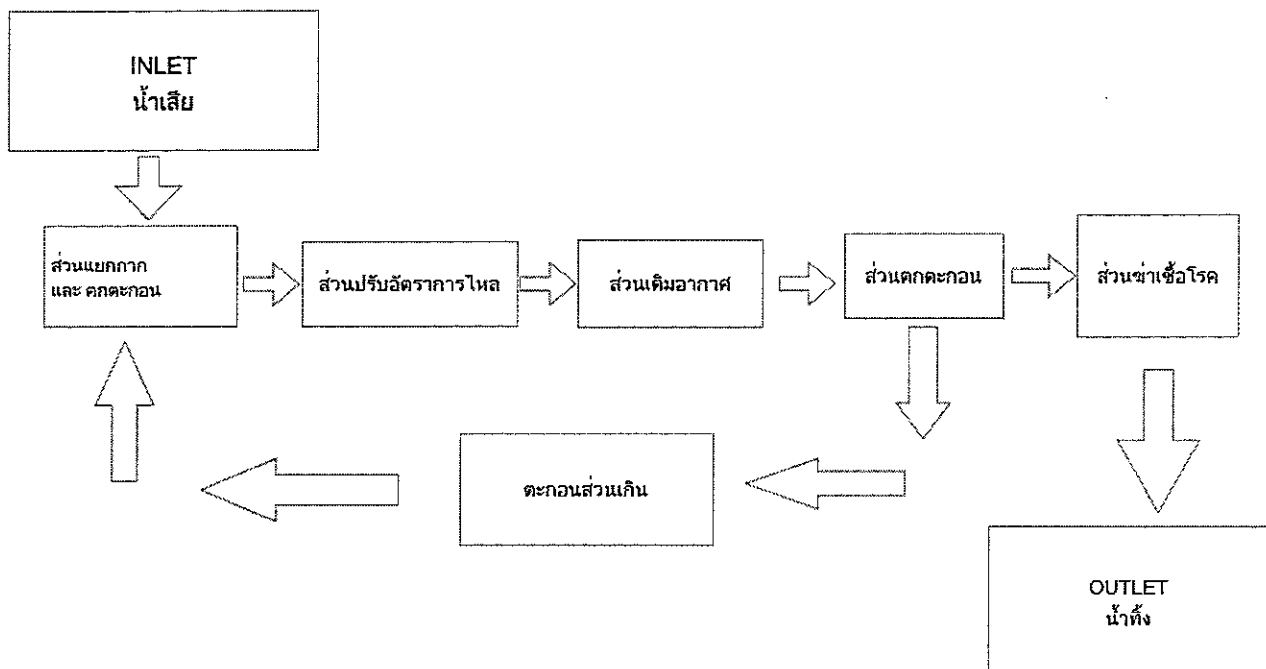 INLET
น้ำเสีย
ส่วนแยกกาก
และ ตกตะกอน
ส่วนปรับอัตราการไหล
ส่วนเติมอากาศ
ส่วนตกตะกอน
ส่วนฆ่าเชื้อโรค
ตะกอนส่วนเกิน
OUTLET
น้ำทิ้ง